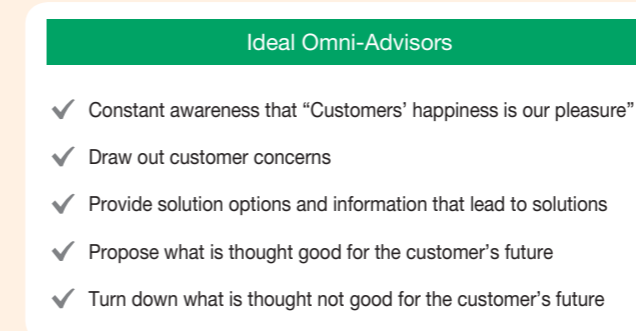 Ideal Omni-Advisors
Constant awareness that “Customers’ happiness is our pleasure”
Draw out customer concerns
Provide solution options and information that lead to solutions
Propose what is thought good for the customer’s future
Turn down what is thought not good for the customer’s future